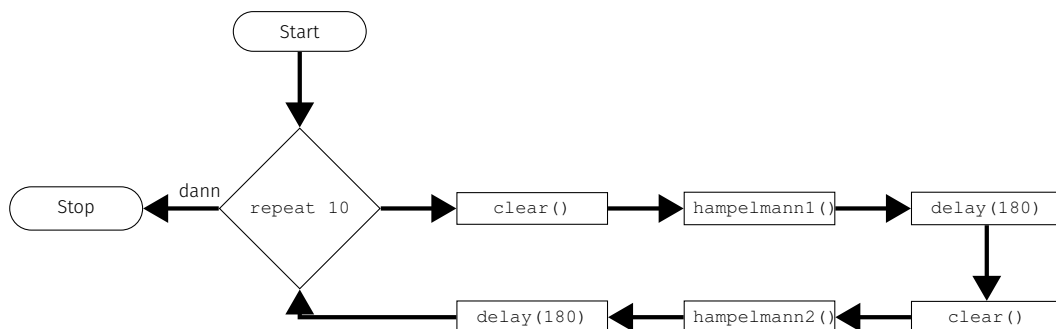 Start
dann
Stop
repeat 10
clear()
hampelmann1()
delay(180)
clear()
hampelmann2()
delay(180)